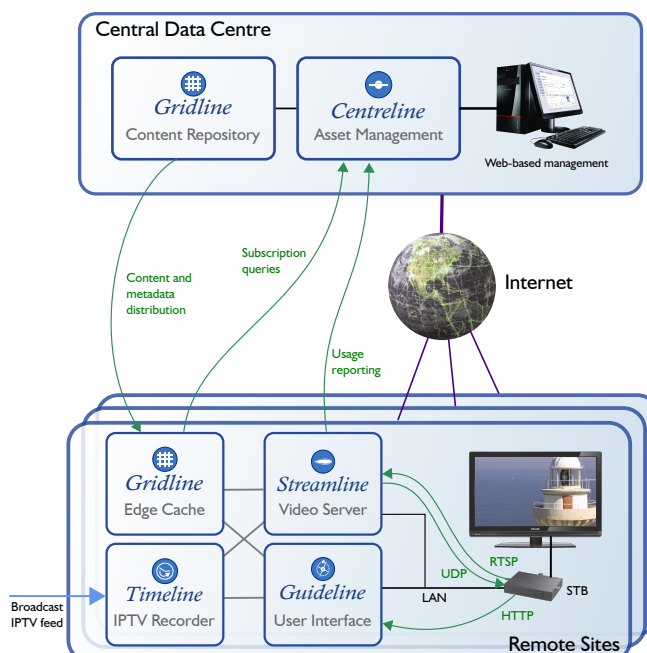 Central Data Centre
Gridline
Content Repository
Centreline
Asset Management
Web-based management
Content and
metadata
distribution
Subscription
queries
Internet
Usage
reporting
Gridline
Edge Cache
Streamline
Video Server
Timeline
IPTV Recorder
Guideline
User Interface
RTSP
UDP
LAN
STB
HTTP
Broadcast
IPTV feed
Remote Sites